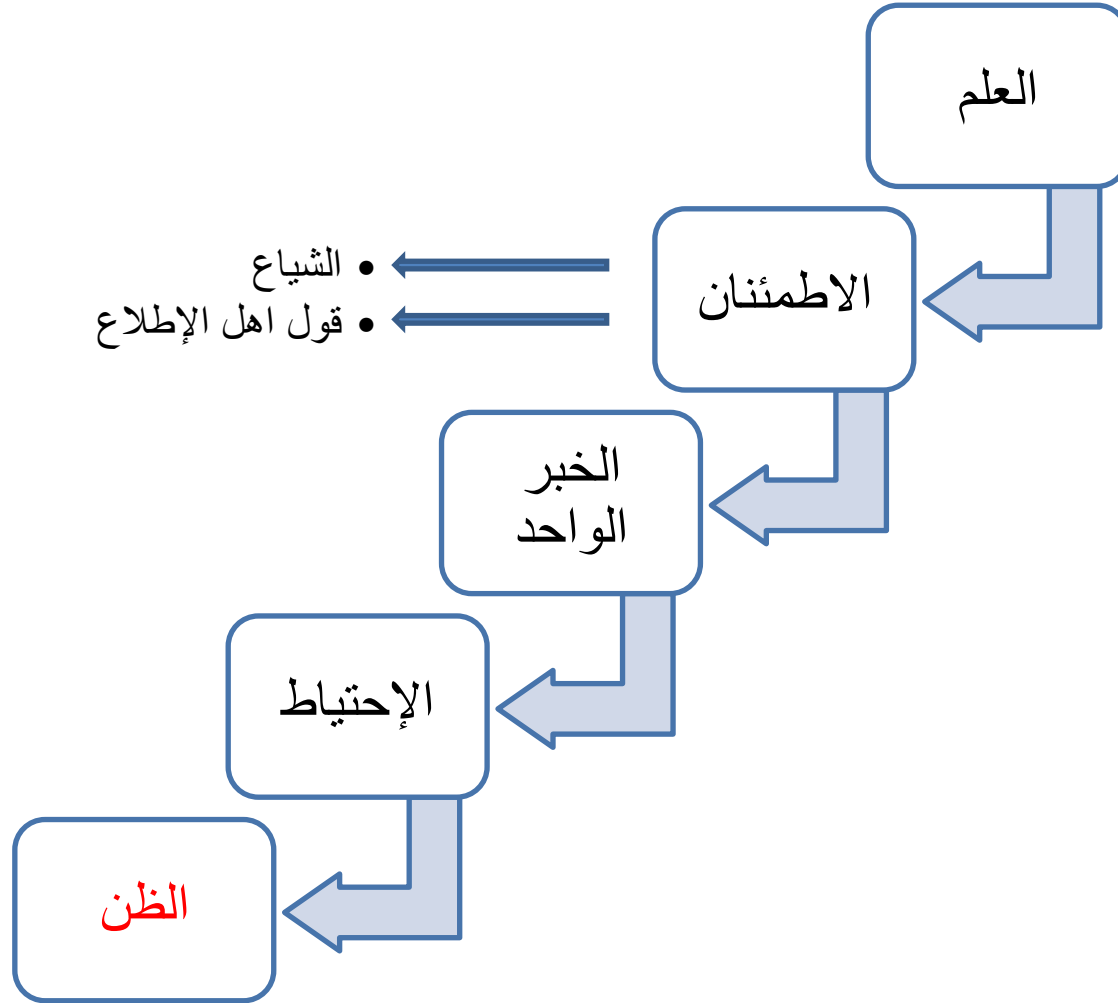 العلم
الاطمئنان
• الشياع
• قول اهل الإطلاع
الخبر
الواحد
الإحتياط
الظن